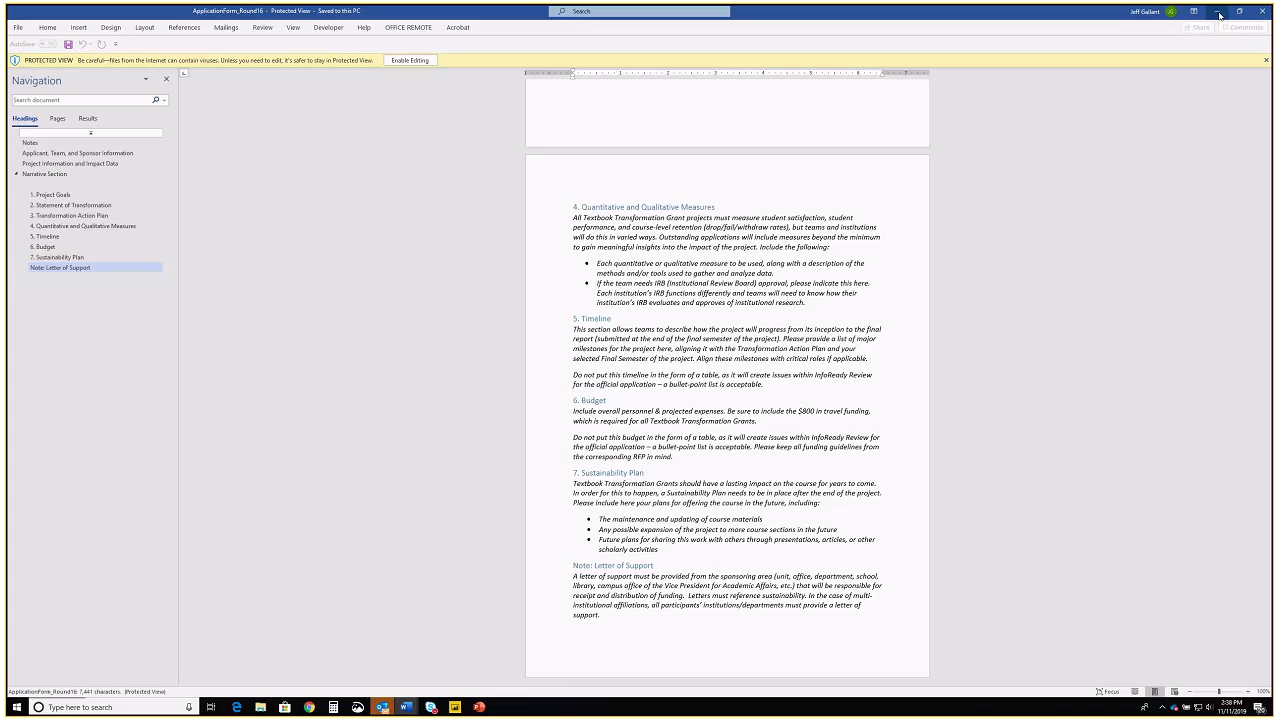 ApplicationForm_Round16 - Protected View - Saved to this PC
Search
Jeff Gallant
JG
File Home Insert Design Layout References Mailings Review View Developer Help OFFICE REMOTE Acrobat
Share Comments
AutoSave Off
PROTECTED VIEW Be careful—files from the Internet can contain viruses. Unless you need to edit, it's safer to stay in Protected View. Enable Editing
Navigation
Search document
Headings Pages Results
Notes
Applicant, Team, and Sponsor Information
Project Information and Impact Data
Narrative Section
1. Project Goals
2. Statement of Transformation
3. Transformation Action Plan
4. Quantitative and Qualitative Measures
5. Timeline
6. Budget
7. Sustainability Plan
Note: Letter of Support
1 1 2 3 4 5 6 7
4. Quantitative and Qualitative Measures
All Textbook Transformation Grant projects must measure student satisfaction, student
performance, and course-level retention (drop/fail/withdraw rates), but teams and institutions
will do this in varied ways. Outstanding applications will include measures beyond the minimum
to gain meaningful insights into the impact of the project. Include the following:
• Each quantitative or qualitative measure to be used, along with a description of the
methods and/or tools used to gather and analyze data.
• If the team needs IRB (Institutional Review Board) approval, please indicate this here.
Each institution's IRB functions differently and teams will need to know how their
institution's IRB evaluates and approves of institutional research.
5. Timeline
This section allows teams to describe how the project will progress from its inception to the final
report (submitted at the end of the final semester of the project). Please provide a list of major
milestones for the project here, aligning it with the Transformation Action Plan and your
selected Final Semester of the project. Align these milestones with critical roles if applicable.
Do not put this timeline in the form of a table, as it will create issues within InfoReady Review
for the official application – a bullet-point list is acceptable.
6. Budget
Include overall personnel & projected expenses. Be sure to include the $800 in travel funding,
which is required for all Textbook Transformation Grants.
Do not put this budget in the form of a table, as it will create issues within InfoReady Review for
the official application – a bullet-point list is acceptable. Please keep all funding guidelines from
the corresponding RFP in mind.
7. Sustainability Plan
Textbook Transformation Grants should have a lasting impact on the course for years to come.
In order for this to happen, a Sustainability Plan needs to be in place after the end of the project.
Please include here your plans for offering the course in the future, including:
• The maintenance and updating of course materials
• Any possible expansion of the project to more course sections in the future
• Future plans for sharing this work with others through presentations, articles, or other
scholarly activities
Note: Letter of Support
A letter of support must be provided from the sponsoring area (unit, office, department, school,
library, campus office of the Vice President for Academic Affairs, etc.) that will be responsible for
receipt and distribution of funding. Letters must reference sustainability. In the case of multi-
institutional affiliations, all participants' institutions/departments must provide a letter of
support.
ApplicationForm_Round16: 7,441 characters. (Protected View)
Focus
100%
Type here to search
2:38 PM
11/11/2019